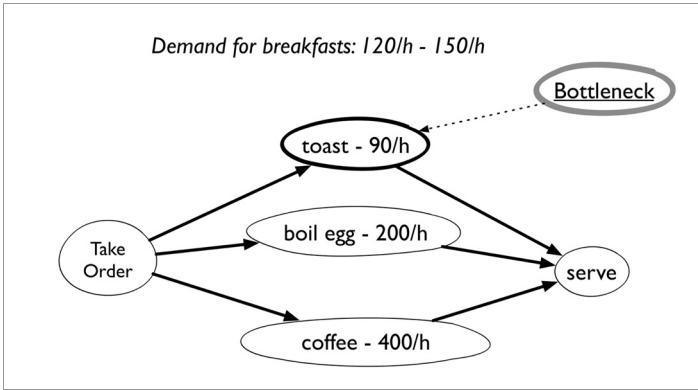 Demand for breakfasts: 120/h - 150/h
Bottleneck
toast - 90/h
boil egg - 200/h
Take
Order
serve
coffee - 400/h